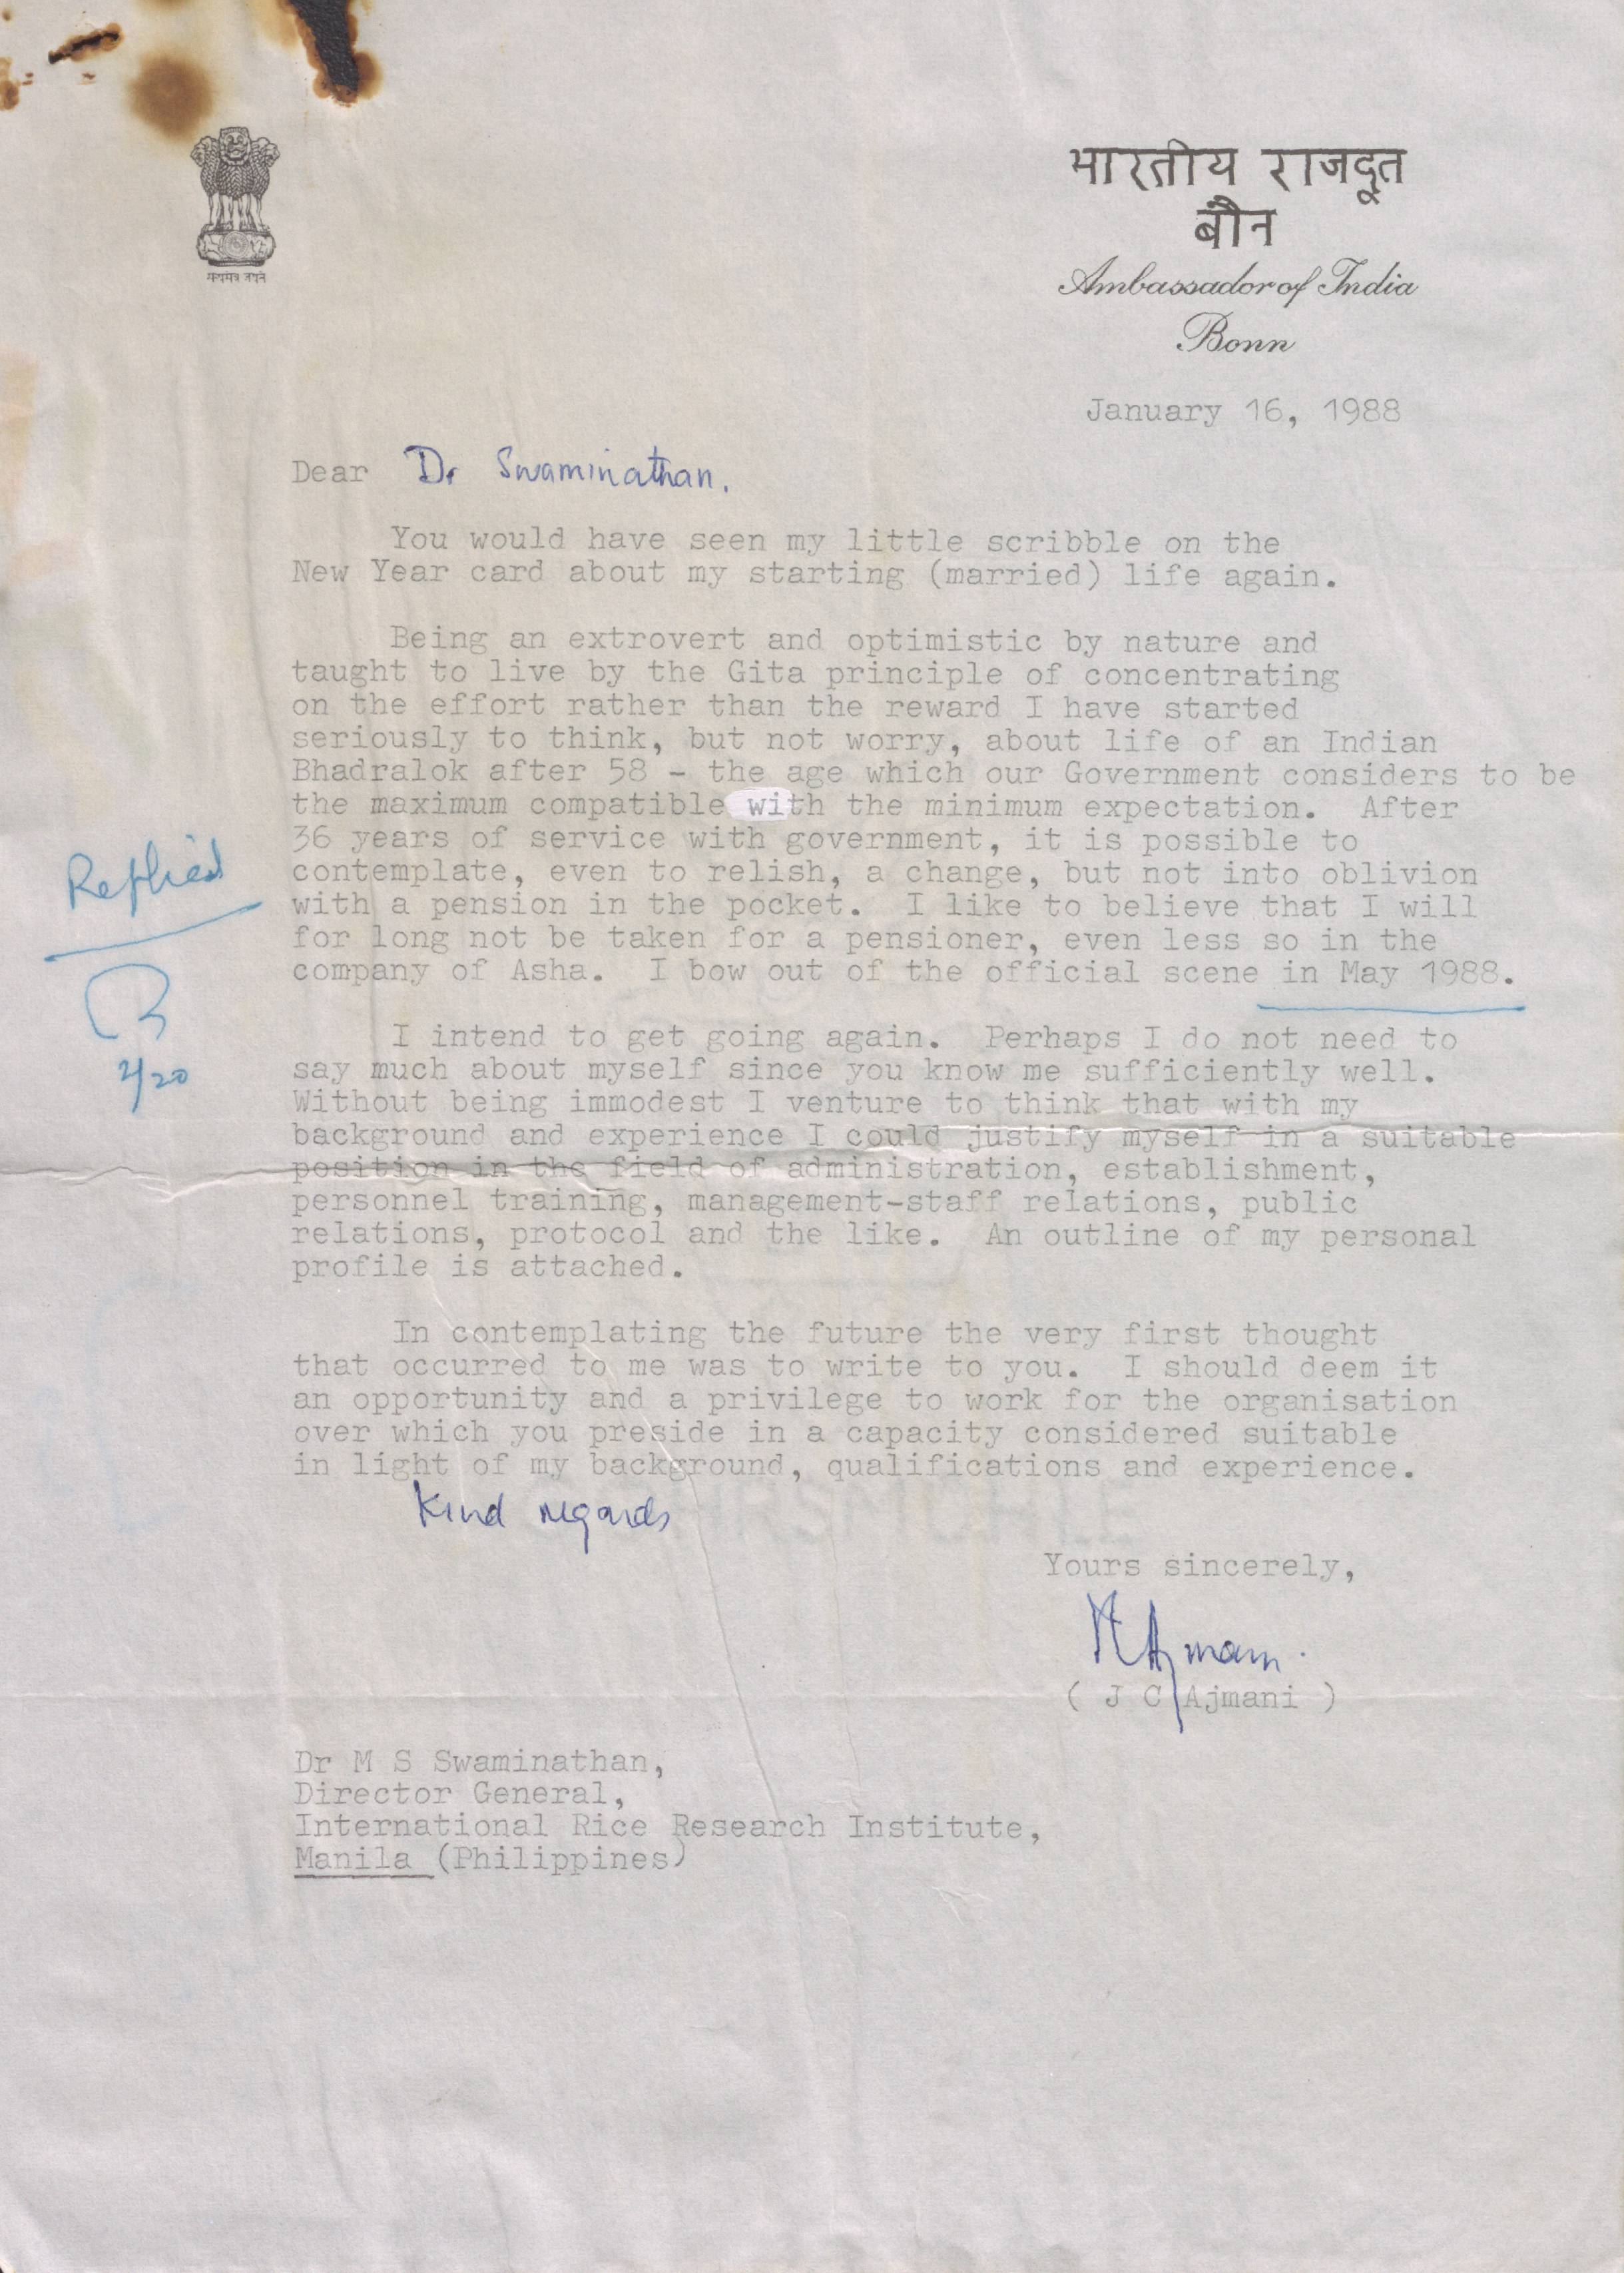 सत्यमेव जयते
भारतीय राजदूत
बौन
Ambassador of India
Bonn
January 16, 1988
Dear Dr Swaminathan,
You would have seen my little scribble on the
New Year card about my starting (married) life again.
Being an extrovert and optimistic by nature and
taught to live by the Gita principle of concentrating
on the effort rather than the reward I have started
seriously to think, but not worry, about life of an Indian
Bhadralok after 58 - the age which our Government considers to be
the maximum compatible with the minimum expectation. After
36 years of service with government, it is possible to
contemplate, even to relish, a change, but not into oblivion
with a pension in the pocket. I like to believe that I will
for long not be taken for a pensioner, even less so in the
company of Asha. I bow out of the official scene in May 1988.
Replied
2/20
I intend to get going again. Perhaps I do not need to
say much about myself since you know me sufficiently well.
Without being immodest I venture to think that with my
background and experience I could justify myself in a suitable
position in the field of administration, establishment,
personnel training, management-staff relations, public
relations, protocol and the like. An outline of my personal
profile is attached.
In contemplating the future the very first thought
that occurred to me was to write to you. I should deem it
an opportunity and a privilege to work for the organisation
over which you preside in a capacity considered suitable
in light of my background, qualifications and experience.
Kind regards
Yours sincerely,
( J C Ajmani )
Dr M S Swaminathan,
Director General,
International Rice Research Institute,
Manila (Philippines)